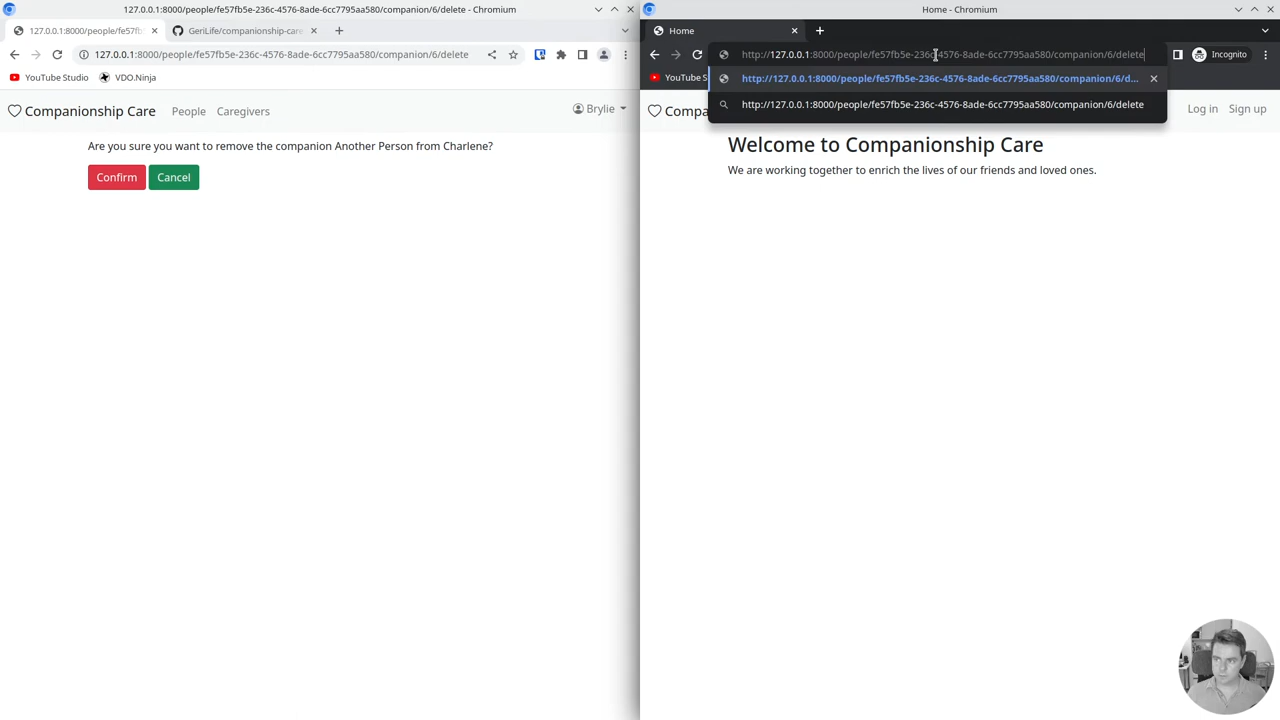 127.0.0.1:8000/people/fe57fb5e-236c-4576-8ade-6cc7795aa580/companion/6/delete - Chromium
127.0.0.1:8000/people/fe57fb
GeriLife/companionship-care
127.0.0.1:8000/people/fe57fb5e-236c-4576-8ade-6cc7795aa580/companion/6/delete
YouTube Studio
VDO.Ninja
Companionship Care
People
Caregivers
Brylie
Are you sure you want to remove the companion Another Person from Charlene?
Confirm
Cancel
Home - Chromium
Home
http://127.0.0.1:8000/people/fe57fb5e-236c-4576-8ade-6cc7795aa580/companion/6/delete
Incognito
YouTube S
http://127.0.0.1:8000/people/fe57fb5e-236c-4576-8ade-6cc7795aa580/companion/6/d...
http://127.0.0.1:8000/people/fe57fb5e-236c-4576-8ade-6cc7795aa580/companion/6/delete
Compa
Log in
Sign up
Welcome to Companionship Care
We are working together to enrich the lives of our friends and loved ones.